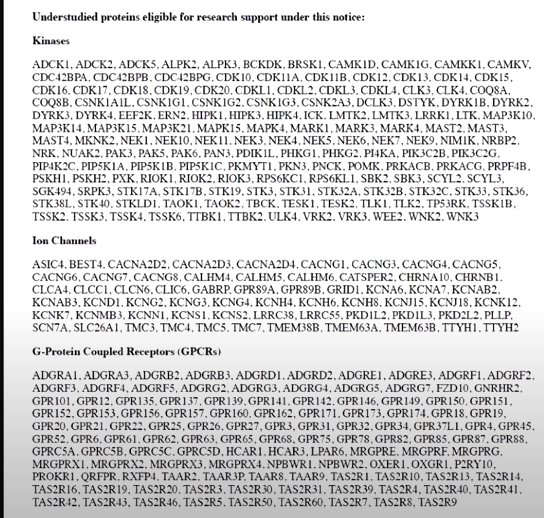 Understudied proteins eligible for research support under this notice:
Kinases
ADCK1, ADCK2, ADCK5, ALPK2, ALPK3, BCKDK, BRSK1, CAMK1D, CAMK1G, CAMKK1, CAMKV,
CDC42BPA, CDC42BPB, CDC42BPG, CDK10, CDK11A, CDK11B, CDK12, CDK13, CDK14, CDK15,
CDK16, CDK17, CDK18, CDK19, CDK20, CDKL1, CDKL2, CDKL3, CDKL4, CLK3, CLK4, COQ8A,
COQ8B, CSNK1A1L, CSNK1G1, CSNK1G2, CSNK1G3, CSNK2A3, DCLK3, DSTYK, DYRK1B, DYRK2,
DYRK3, DYRK4, EEF2K, ERN2, HIPK1, HIPK3, HIPK4, ICK, LMTK2, LMTK3, LRRK1, LTK, MAP3K10,
MAP3K14, MAP3K15, MAP3K21, MAPK15, MAPK4, MARK1, MARK3, MARK4, MAST2, MAST3,
MAST4, MKNK2, NEK1, NEK10, NEK11, NEK3, NEK4, NEK5, NEK6, NEK7, NEK9, NIM1K, NRBP2,
NRK, NUAK2, PAK3, PAK5, PAK6, PAN3, PDIK1L, PHKG1, PHKG2, PI4KA, PIK3C2B, PIK3C2G,
PIP4K2C, PIP5K1A, PIP5K1B, PIP5K1C, PKMYT1, PKN3, PNCK, POMK, PRKACB, PRKACG, PRPF4B,
PSKH1, PSKH2, PXK, RIOK1, RIOK2, RIOK3, RPS6KC1, RPS6KL1, SBK2, SBK3, SCYL2, SCYL3,
SGK494, SRPK3, STK17A, STK17B, STK19, STK3, STK31, STK32A, STK32B, STK32C, STK33, STK36,
STK38L, STK40, STKLD1, TAOK1, TAOK2, TBCK, TESK1, TESK2, TLK1, TLK2, TP53RK, TSSK1B,
TSSK2, TSSK3, TSSK4, TSSK6, TTBK1, TTBK2, ULK4, VRK2, VRK3, WEE2, WNK2, WNK3
Ion Channels
ASIC4, BEST4, CACNA2D2, CACNA2D3, CACNA2D4, CACNG1, CACNG3, CACNG4, CACNG5,
CACNG6, CACNG7, CACNG8, CALHM4, CALHM5, CALHM6, CATSPER2, CHRNA10, CHRNB1,
CLCA4, CLCC1, CLCN6, CLIC6, GABRP, GPR89A, GPR89B, GRID1, KCNA6, KCNA7, KCNAB2,
KCNAB3, KCND1, KCNG2, KCNG3, KCNG4, KCNH4, KCNH6, KCNH8, KCNJ15, KCNJ18, KCNK12,
KCNK7, KCNMB3, KCNN1, KCNS1, KCNS2, LRRC38, LRRC55, PKD1L2, PKD1L3, PKD2L2, PLLP,
SCN7A, SLC26A1, TMC3, TMC4, TMC5, TMC7, TMEM38B, TMEM63A, TMEM63B, TTYH1, TTYH2
G-Protein Coupled Receptors (GPCRs)
ADGRA1, ADGRA3, ADGRB2, ADGRB3, ADGRD1, ADGRD2, ADGRE1, ADGRE3, ADGRF1, ADGRF2,
ADGRF3, ADGRF4, ADGRF5, ADGRG2, ADGRG3, ADGRG4, ADGRG5, ADGRG7, FZD10, GNRHR2,
GPR101, GPR12, GPR135, GPR137, GPR139, GPR141, GPR142, GPR146, GPR149, GPR150, GPR151,
GPR152, GPR153, GPR156, GPR157, GPR160, GPR162, GPR171, GPR173, GPR174, GPR18, GPR19,
GPR20, GPR21, GPR22, GPR25, GPR26, GPR27, GPR3, GPR31, GPR32, GPR34, GPR37L1, GPR4, GPR45,
GPR52, GPR6, GPR61, GPR62, GPR63, GPR65, GPR68, GPR75, GPR78, GPR82, GPR85, GPR87, GPR88,
GPRC5A, GPRC5B, GPRC5C, GPRC5D, HCAR1, HCAR3, LPAR6, MRGPRE, MRGPRF, MRGPRG,
MRGPRX1, MRGPRX2, MRGPRX3, MRGPRX4, NPBWR1, NPBWR2, OXER1, OXGR1, P2RY10,
PROKR1, QRFPR, RXFP4, TAAR2, TAAR3P, TAAR8, TAAR9, TAS2R1, TAS2R10, TAS2R13, TAS2R14,
TAS2R16, TAS2R19, TAS2R20, TAS2R3, TAS2R30, TAS2R31, TAS2R39, TAS2R4, TAS2R40, TAS2R41,
TAS2R42, TAS2R43, TAS2R46, TAS2R5, TAS2R50, TAS2R60, TAS2R7, TAS2R8, TAS2R9